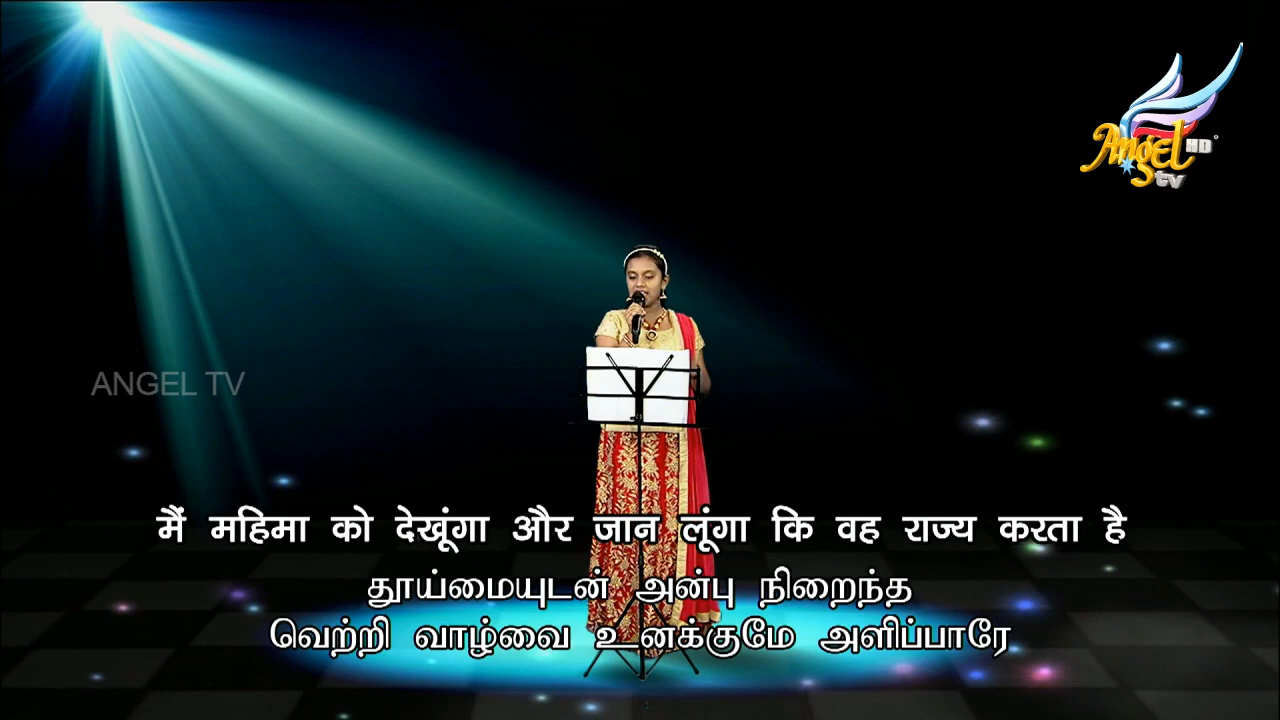 Angel HD
tv
ANGEL TV
मैं महिमा को देखूंगा और जान लूंगा कि वह राज्य करता है
தூய்மையுடன் அன்பு நிறைந்த
வெற்றி வாழ்வை உனக்குமே அளிப்பாரே